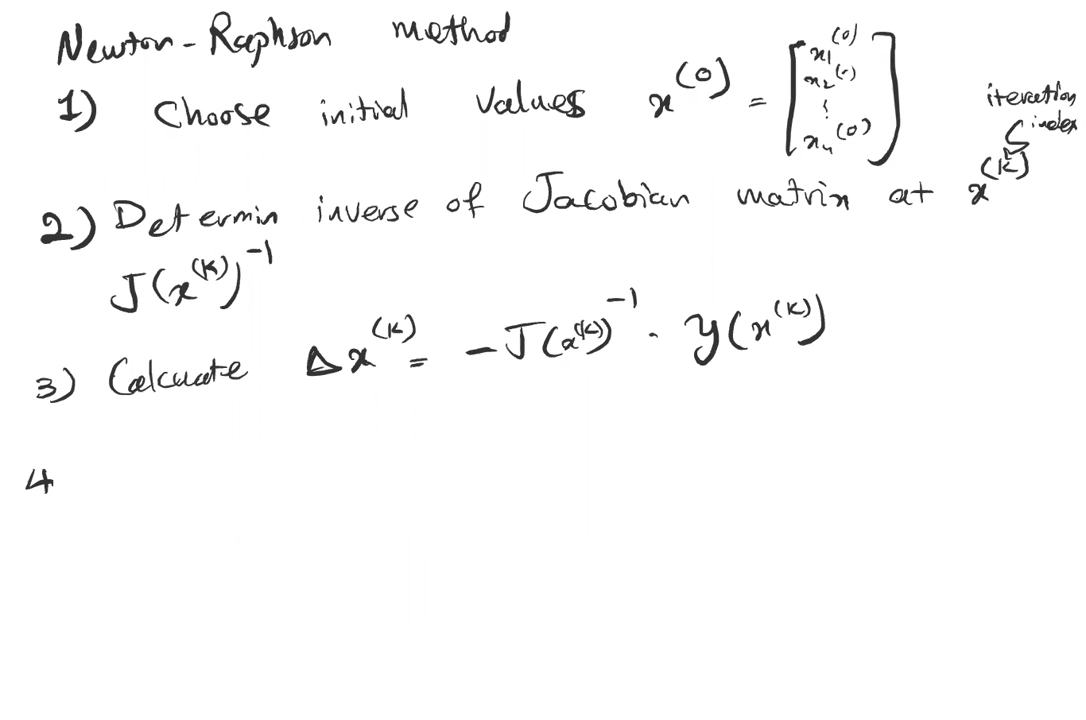 Newton-Raphson method
1) Choose initial values x^(0) = [x1^(0) x2^(0) ⋮ xn^(0)]
iteration index
2) Determin inverse of Jacobian matrix at x^(k)
J(x^(k))^-1
3) Calcuate Δx^(k) = -J(x^(k))^-1 · y(x^(k))
4